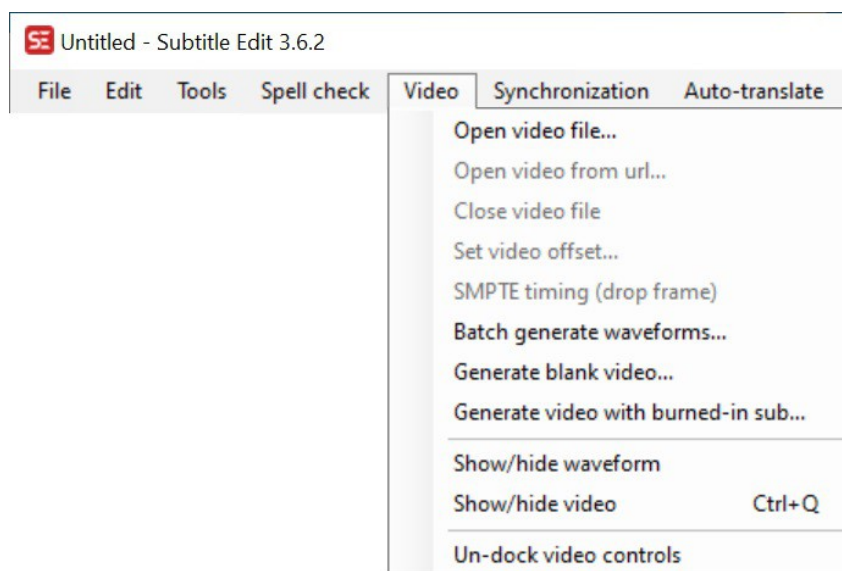 SE Untitled - Subtitle Edit 3.6.2
File Edit Tools Spell check Video Synchronization Auto-translate
Open video file...
Open video from url...
Close video file
Set video offset...
SMPTE timing (drop frame)
Batch generate waveforms...
Generate blank video...
Generate video with burned-in sub...
Show/hide waveform
Show/hide video Ctrl+Q
Un-dock video controls